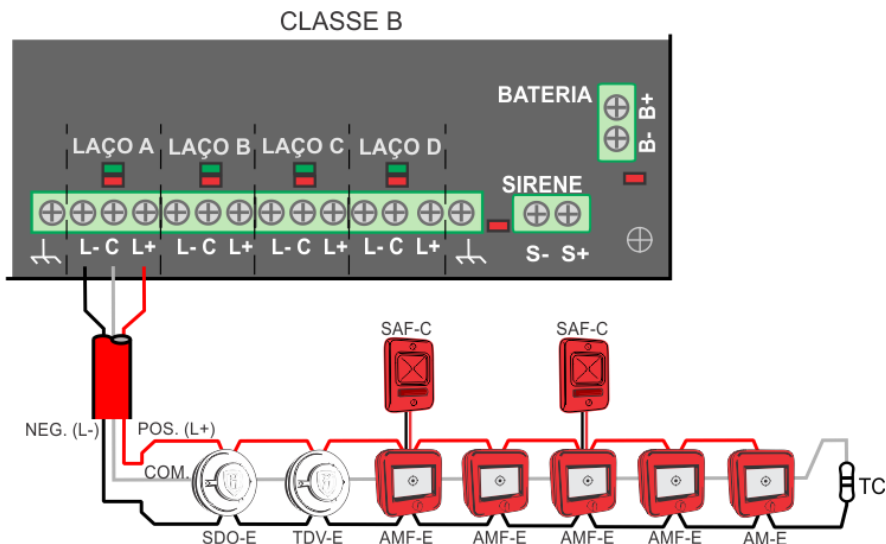 CLASSE B
BATERIA
B+
B-
LAÇO A LAÇO B LAÇO C LAÇO D
SIRENE
L- C L+ L- C L+ L- C L+ L- C L+
S- S+
SAF-C SAF-C
NEG. (L-) POS. (L+)
COM.
TC
SDO-E TDV-E AMF-E AMF-E AMF-E AMF-E AM-E